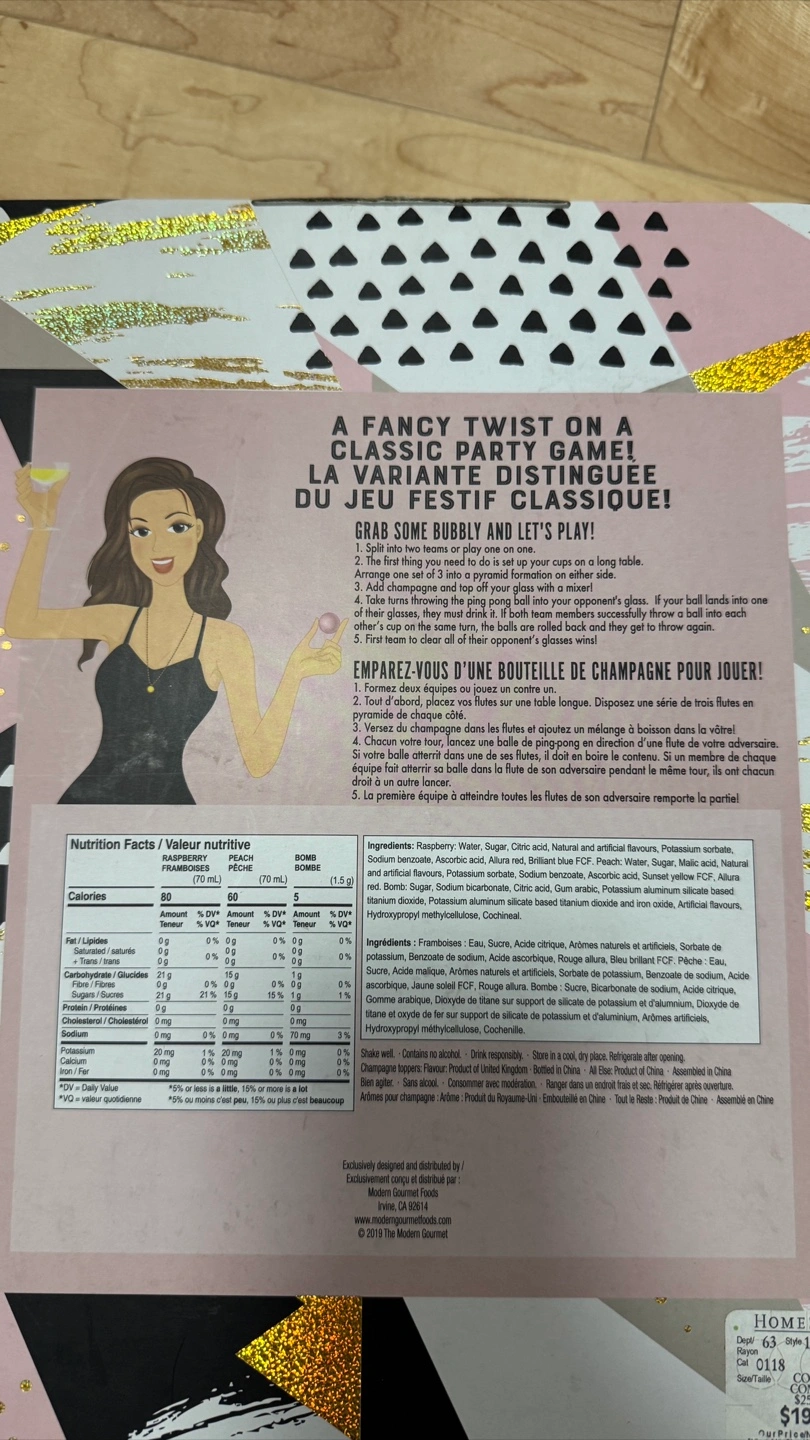 A FANCY TWIST ON A
CLASSIC PARTY GAME!
LA VARIANTE DISTINGUÉE
DU JEU FESTIF CLASSIQUE!
GRAB SOME BUBBLY AND LET'S PLAY!
1. Split into two teams or play one on one.
2. The first thing you need to do is set up your cups on a long table.
Arrange one set of 3 into a pyramid formation on either side.
3. Add champagne and top off your glass with a mixer!
4. Take turns throwing the ping pong ball into your opponent's glass. If your ball lands into one
of their glasses, they must drink it. If both team members successfully throw a ball into each
other's cup on the same turn, the balls are rolled back and they get to throw again.
5. First team to clear all of their opponent's glasses wins!
EMPAREZ-VOUS D'UNE BOUTEILLE DE CHAMPAGNE POUR JOUER!
1. Formez deux équipes ou jouez un contre un.
2. Tout d'abord, placez vos flutes sur une table longue. Disposez une série de trois flutes en
pyramide de chaque côté.
3. Versez du champagne dans les flutes et ajoutez un mélange à boisson dans la vôtre!
4. Chacun votre tour, lancez une balle de ping-pong en direction d'une flute de votre adversaire.
Si votre balle atterrit dans une de ses flutes, il doit en boire le contenu. Si un membre de chaque
équipe fait atterrir sa balle dans la flute de son adversaire pendant le même tour, ils ont chacun
droit à un autre lancer.
5. La première équipe à atteindre toutes les flutes de son adversaire remporte la partie!
Nutrition Facts / Valeur nutritive
RASPBERRY PEACH BOMB
FRAMBOISES PÊCHE BOMBE
(70 mL) (70 mL) (1.5 g)
Calories 80 60 5
Amount % DV* Amount % DV* Amount % DV*
Teneur % VQ* Teneur % VQ* Teneur % VQ*
Fat / Lipides 0 g 0 % 0 g 0 % 0 g 0 %
Saturated / saturés 0 g 0 g 0 g
+ Trans / trans 0 g 0 % 0 g 0 % 0 g 0 %
Carbohydrate / Glucides 21 g 15 g 1 g
Fibre / Fibres 0 g 0 % 0 g 0 % 0 g 0 %
Sugars / Sucres 21 g 21 % 15 g 15 % 1 g 1 %
Protein / Protéines 0 g 0 g 0 g
Cholesterol / Cholestérol 0 mg 0 mg 0 mg
Sodium 0 mg 0 % 0 mg 0 % 70 mg 3 %
Potassium 20 mg 1 % 20 mg 1 % 0 mg 0 %
Calcium 0 mg 0 % 0 mg 0 % 0 mg 0 %
Iron / Fer 0 mg 0 % 0 mg 0 % 0 mg 0 %
*DV = Daily Value *5% or less is a little, 15% or more is a lot
*VQ = valeur quotidienne *5% ou moins c'est peu, 15% ou plus c'est beaucoup
Ingredients: Raspberry: Water, Sugar, Citric acid, Natural and artificial flavours, Potassium sorbate,
Sodium benzoate, Ascorbic acid, Allura red, Brilliant blue FCF. Peach: Water, Sugar, Malic acid, Natural
and artificial flavours, Potassium sorbate, Sodium benzoate, Ascorbic acid, Sunset yellow FCF, Allura
red. Bomb: Sugar, Sodium bicarbonate, Citric acid, Gum arabic, Potassium aluminum silicate based
titanium dioxide, Potassium aluminum silicate based titanium dioxide and iron oxide, Artificial flavours,
Hydroxypropyl methylcellulose, Cochineal.
Ingrédients : Framboises : Eau, Sucre, Acide citrique, Arômes naturels et artificiels, Sorbate de
potassium, Benzoate de sodium, Acide ascorbique, Rouge allura, Bleu brillant FCF. Pêche : Eau,
Sucre, Acide malique, Arômes naturels et artificiels, Sorbate de potassium, Benzoate de sodium, Acide
ascorbique, Jaune soleil FCF, Rouge allura. Bombe : Sucre, Bicarbonate de sodium, Acide citrique,
Gomme arabique, Dioxyde de titane sur support de silicate de potassium et d'alumnium, Dioxyde de
titane et oxyde de fer sur support de silicate de potassium et d'aluminium, Arômes artificiels,
Hydroxypropyl méthylcellulose, Cochenille.
Shake well. · Contains no alcohol. · Drink responsibly. · Store in a cool, dry place. Refrigerate after opening.
Champagne toppers: Flavour: Product of United Kingdom · Bottled in China · All Else: Product of China · Assembled in China
Bien agiter. · Sans alcool. · Consommer avec modération. · Ranger dans un endroit frais et sec. Réfrigérer après ouverture.
Arômes pour champagne : Arôme : Produit du Royaume-Uni · Embouteillé en Chine · Tout le Reste : Produit de Chine · Assemblé en Chine
Exclusively designed and distributed by /
Exclusivement conçu et distribué par :
Modern Gourmet Foods
Irvine, CA 92614
www.moderngourmetfoods.com
© 2019 The Modern Gourmet
HOME
Dept/ 63 Style 1
Rayon
Cat 0118
Size/Taille CO
CO
$2
$19
Our Price